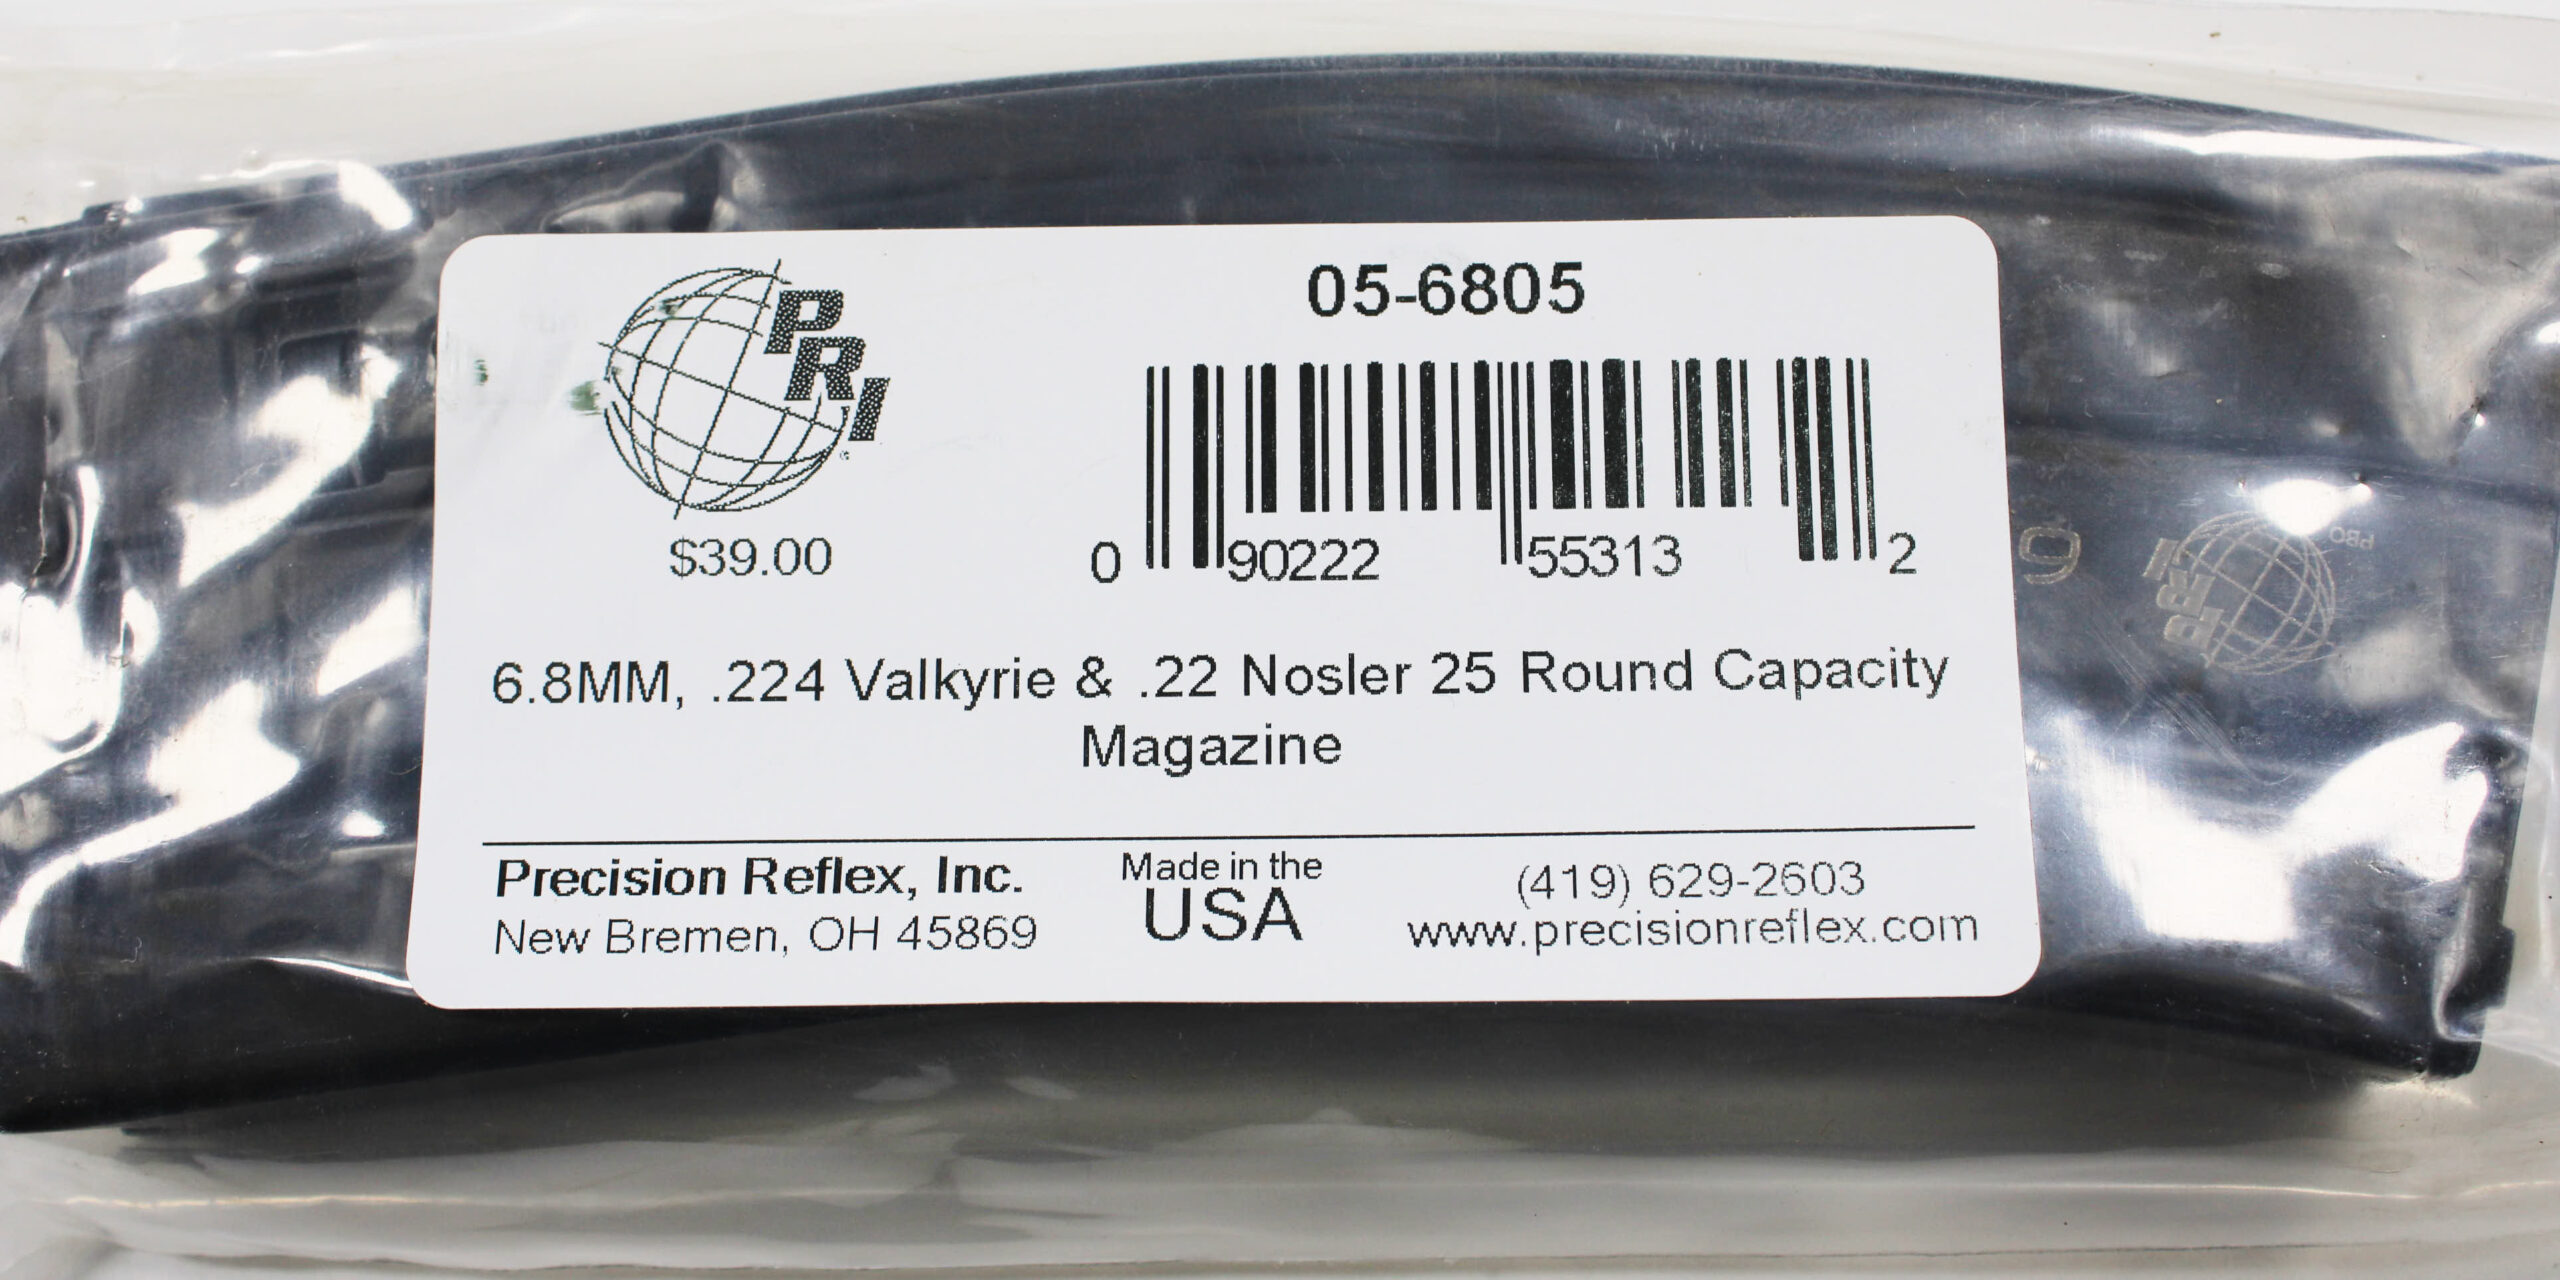 PRI
05-6805
$39.00
0 90222 55313 2
6.8MM, .224 Valkyrie & .22 Nosler 25 Round Capacity
Magazine
Precision Reflex, Inc.
New Bremen, OH 45869
Made in the
USA
(419) 629-2603
www.precisionreflex.com
PRI